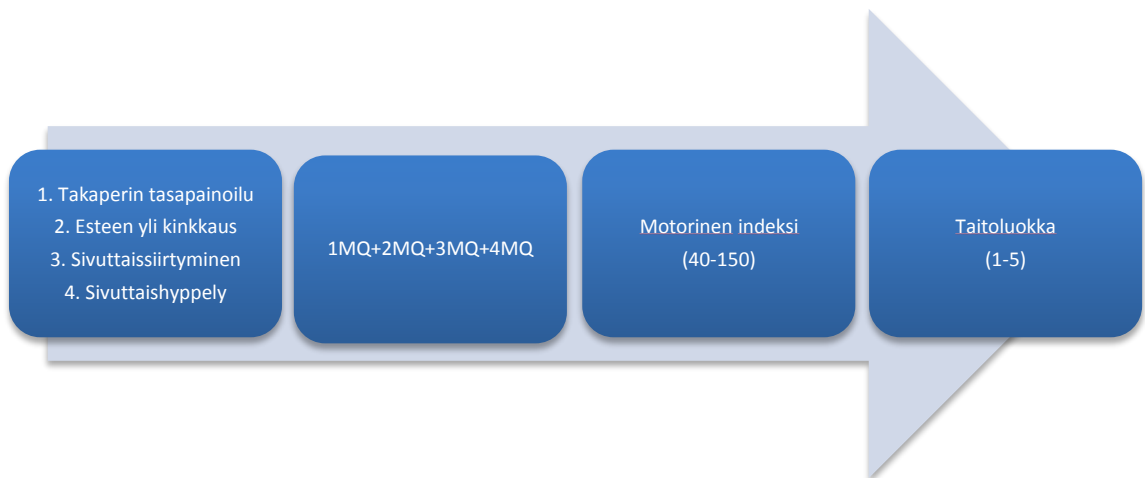 1. Takaperin tasapainoilu
2. Esteen yli kinkkaus
3. Sivuttaissiirtyminen
4. Sivuttaishyppely
1MQ+2MQ+3MQ+4MQ
Motorinen indeksi
(40-150)
Taitoluokka
(1-5)